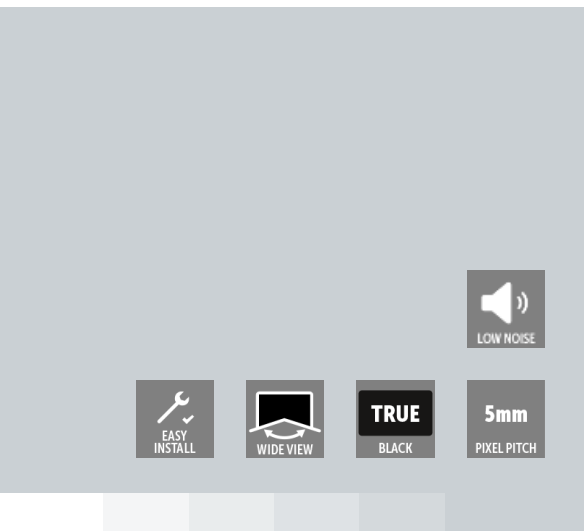 LOW NOISE
EASY
INSTALL
WIDE VIEW
TRUE
BLACK
5mm
PIXEL PITCH